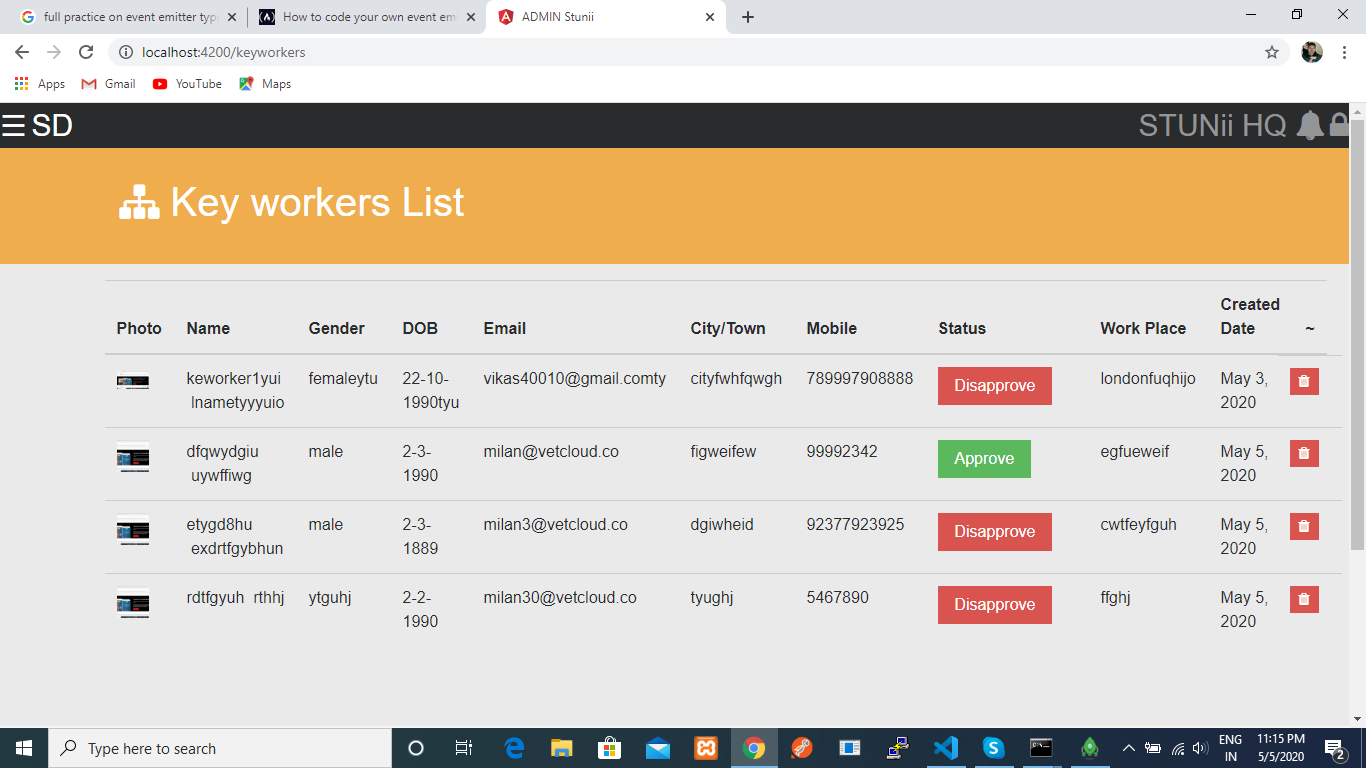 full practice on event emitter typ
How to code your own event em
ADMIN Stunii
localhost:4200/keyworkers
Apps Gmail YouTube Maps
SD STUNii HQ
Key workers List
Photo Name Gender DOB Email City/Town Mobile Status Work Place Created Date ~
keworker1yui femaleytu 22-10- vikas40010@gmail.comty cityfwhfqwgh 789997908888 Disapprove londonfuqhijo May 3,
lnametyyyuio 1990tyu 2020
dfqwydgiu male 2-3- milan@vetcloud.co figweifew 99992342 Approve egfueweif May 5,
uywffiwg 1990 2020
etygd8hu male 2-3- milan3@vetcloud.co dgiwheid 92377923925 Disapprove cwtfeyfguh May 5,
exdrtfgybhun 1889 2020
rdtfgyuh rthhj ytguhj 2-2- milan30@vetcloud.co tyughj 5467890 Disapprove ffghj May 5,
1990 2020
Type here to search
ENG 11:15 PM
IN 5/5/2020 2